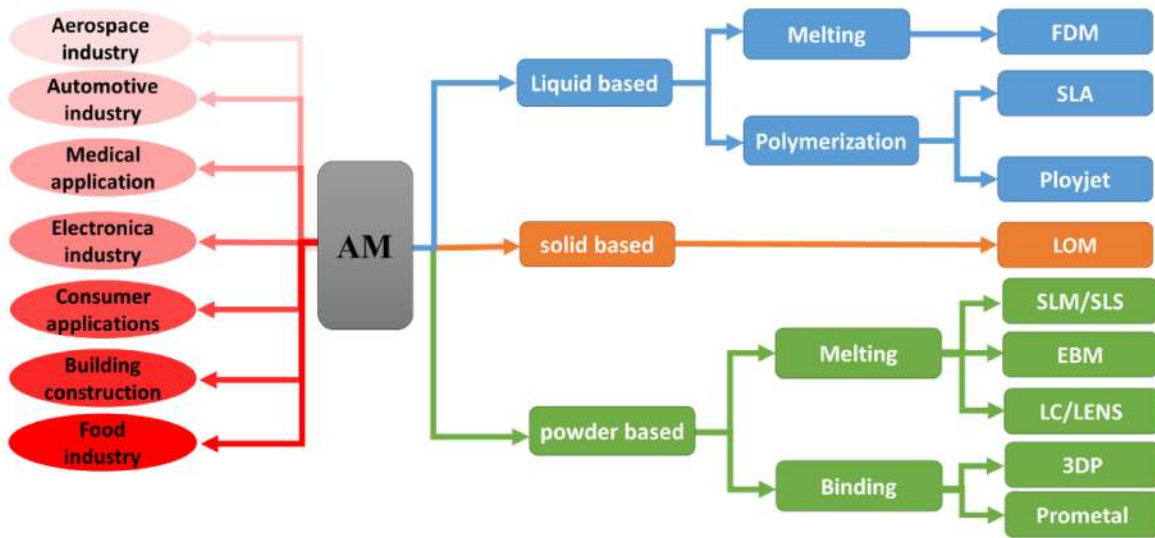 Aerospace
industry
Automotive
industry
Medical
application
Electronica
industry
Consumer
applications
Building
construction
Food
industry
AM
Liquid based
Melting
FDM
Polymerization
SLA
Ployjet
solid based
LOM
powder based
Melting
SLM/SLS
EBM
LC/LENS
Binding
3DP
Prometal